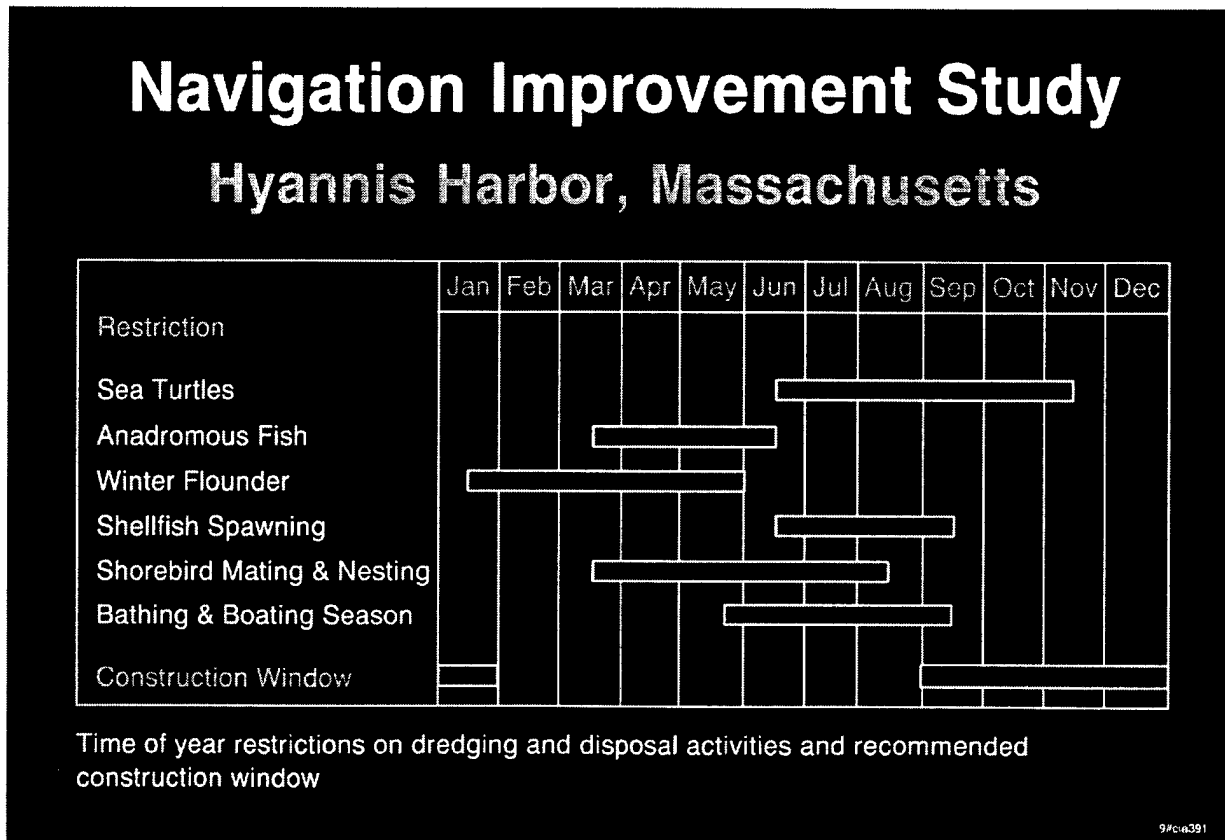 Navigation Improvement Study
Hyannis Harbor, Massachusetts
Jan Feb Mar Apr May Jun Jul Aug Sep Oct Nov Dec
Restriction
Sea Turtles
Anadromous Fish
Winter Flounder
Shellfish Spawning
Shorebird Mating & Nesting
Bathing & Boating Season
Construction Window
Time of year restrictions on dredging and disposal activities and recommended
construction window